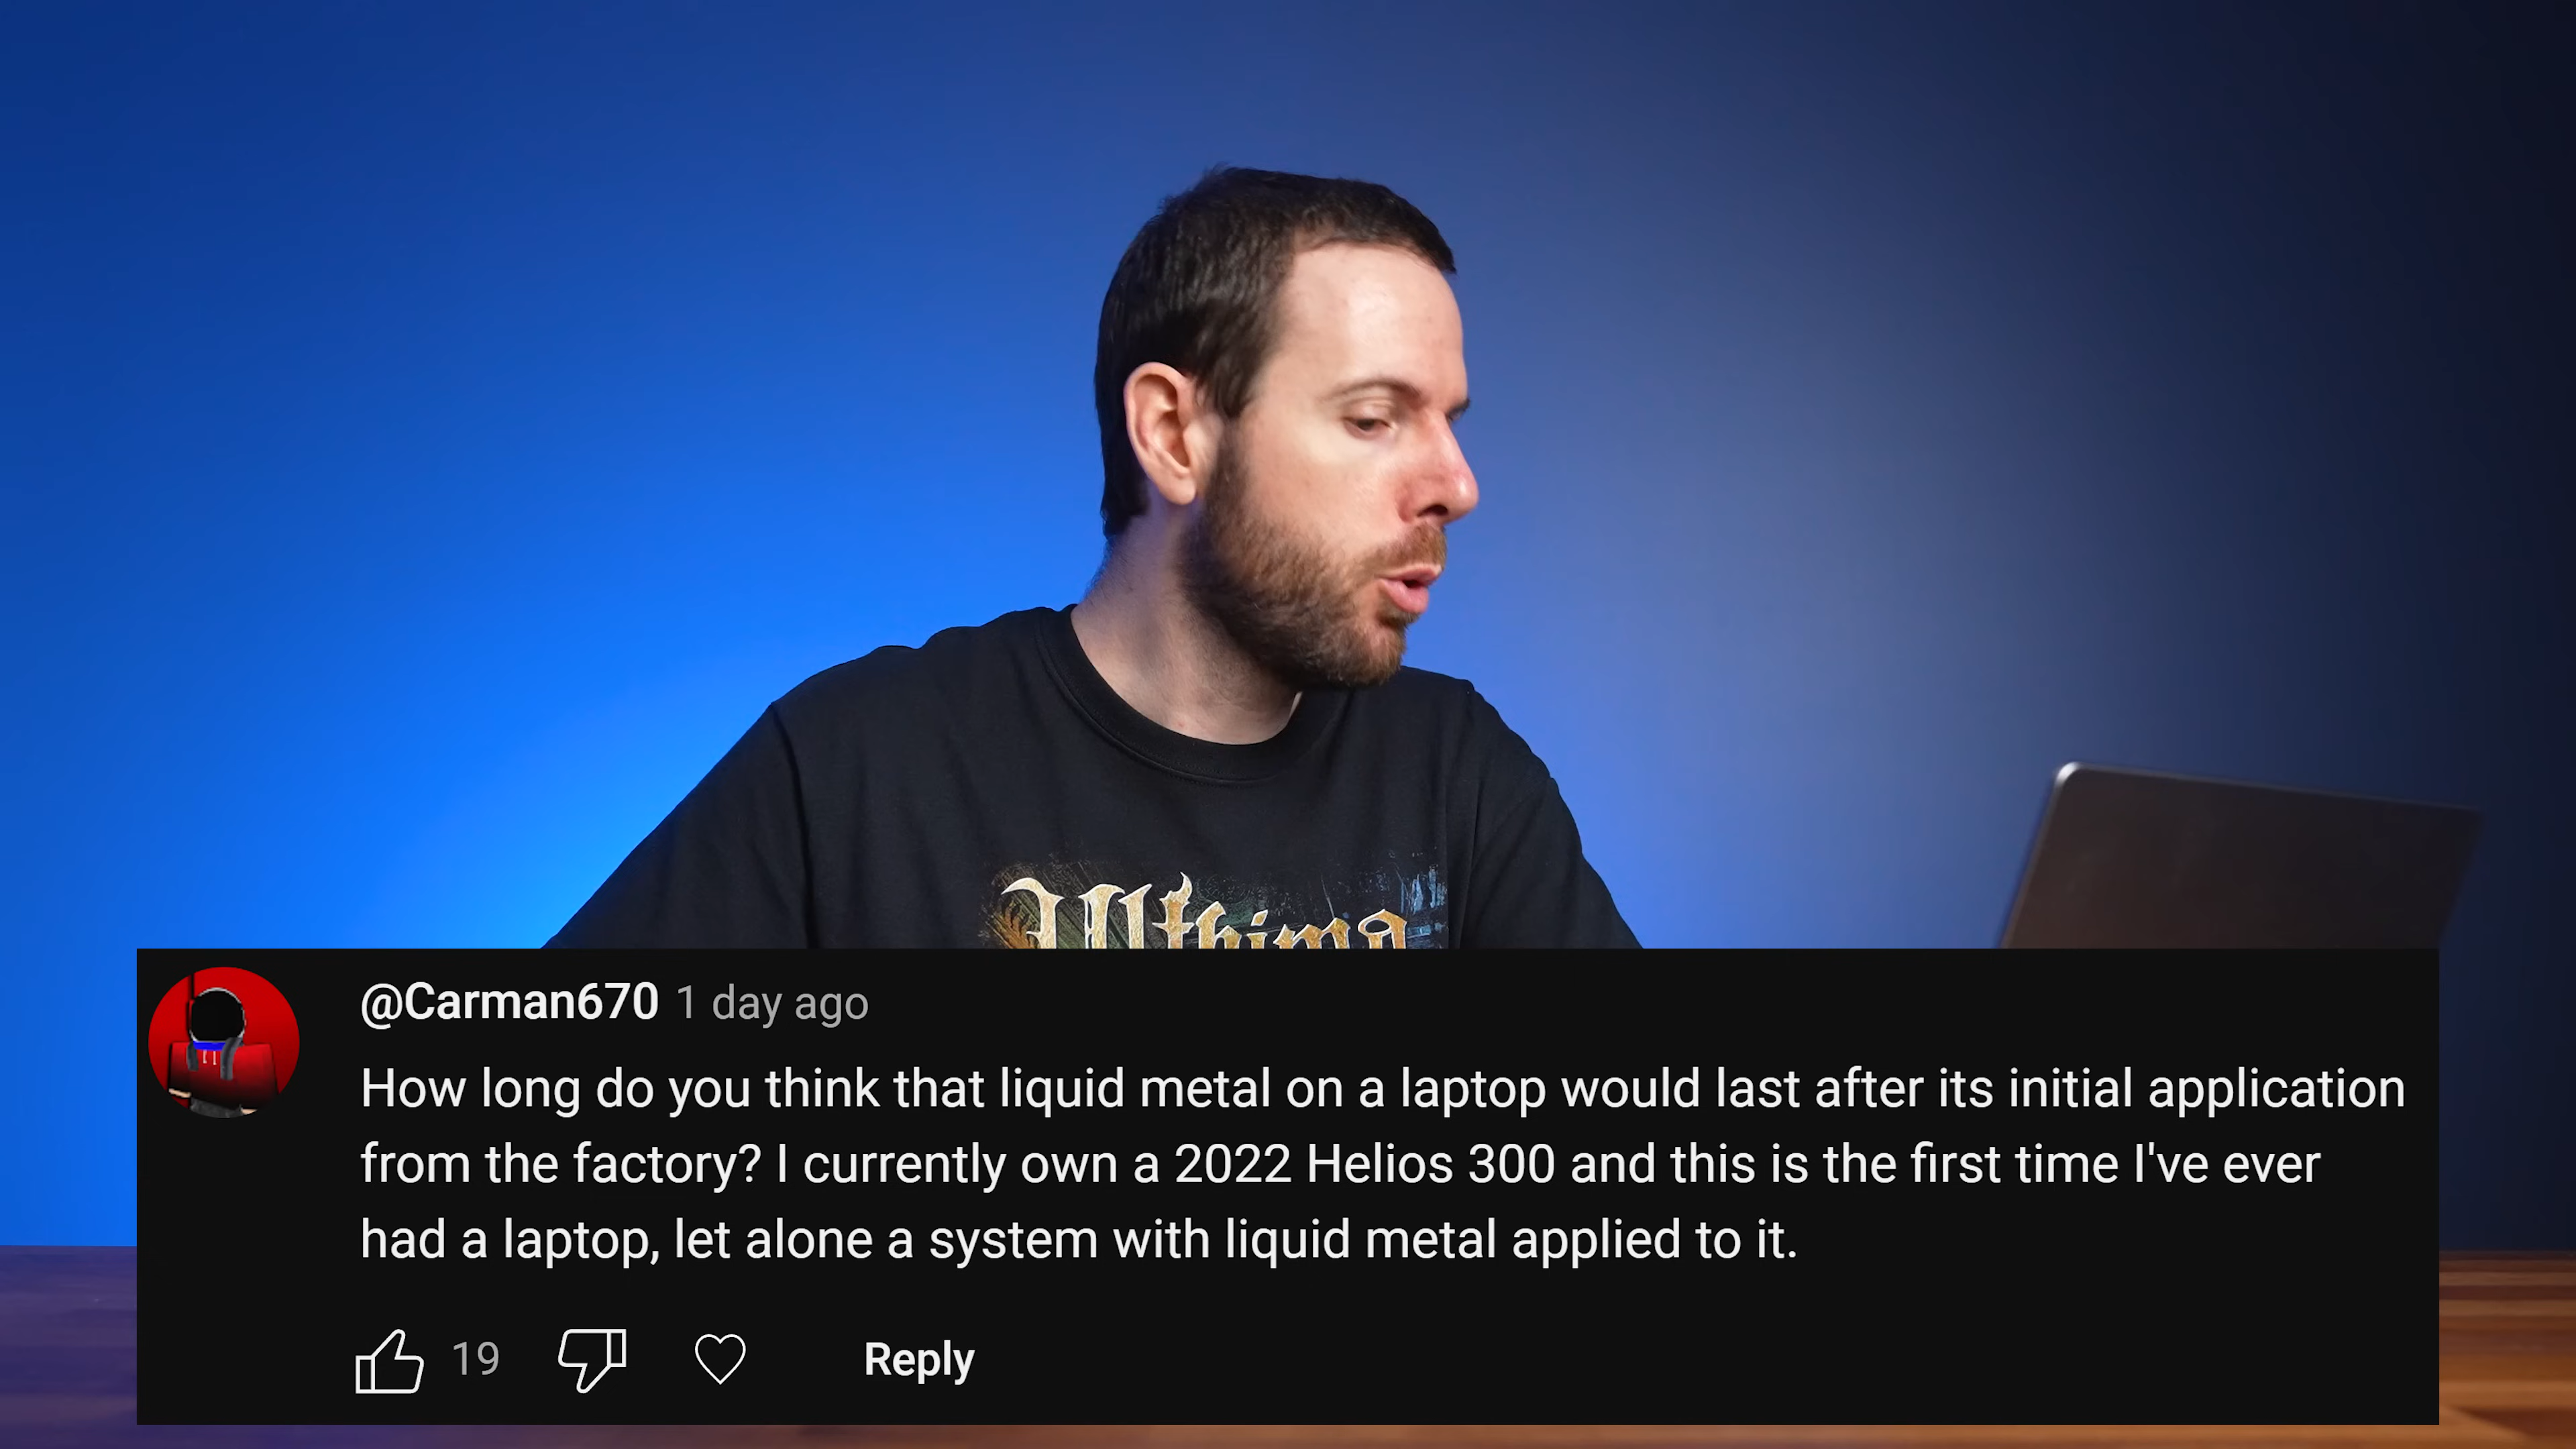 Ulthima
@Carman670 1 day ago
How long do you think that liquid metal on a laptop would last after its initial application
from the factory? I currently own a 2022 Helios 300 and this is the first time I've ever
had a laptop, let alone a system with liquid metal applied to it.
19 Reply